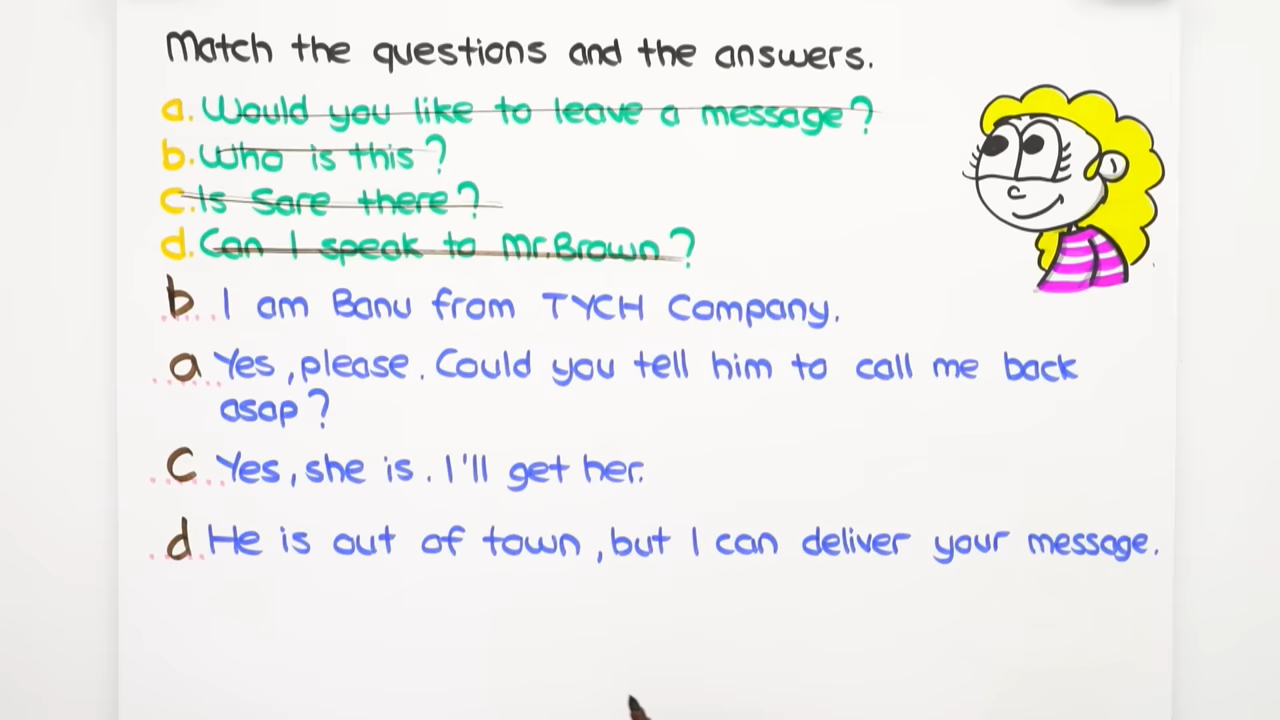 Match the questions and the answers.
a. Would you like to leave a message?
b. Who is this?
c. Is Sare there?
d. Can I speak to Mr. Brown?
b I am Banu from TYCH Company.
a Yes, please. Could you tell him to call me back
asap?
c Yes, she is. I'll get her.
d He is out of town, but I can deliver your message.